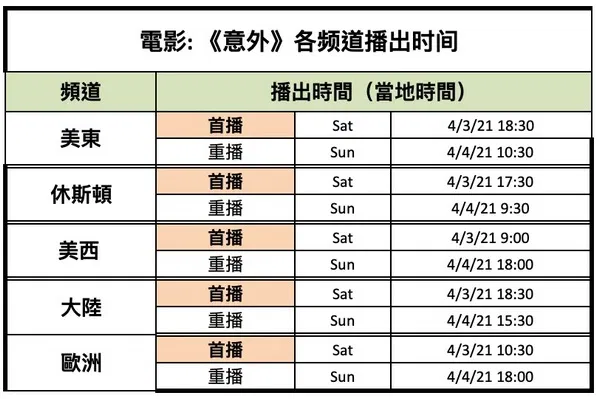 電影: 《意外》各频道播出时间
頻道 播出時間（當地時間）
美東 首播 Sat 4/3/21 18:30
重播 Sun 4/4/21 10:30
休斯頓 首播 Sat 4/3/21 17:30
重播 Sun 4/4/21 9:30
美西 首播 Sat 4/3/21 9:00
重播 Sun 4/4/21 18:00
大陸 首播 Sat 4/3/21 18:30
重播 Sun 4/4/21 15:30
歐洲 首播 Sat 4/3/21 10:30
重播 Sun 4/4/21 18:00